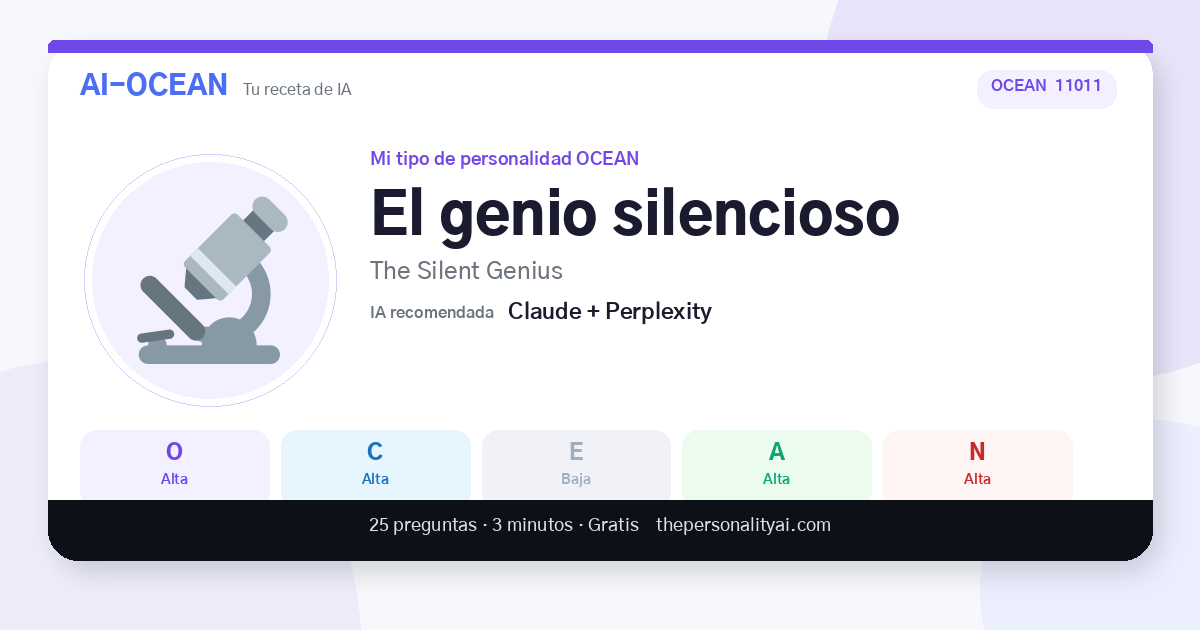 AI-OCEAN Tu receta de IA
OCEAN 11011
Mi tipo de personalidad OCEAN
El genio silencioso
The Silent Genius
IA recomendada Claude + Perplexity
O C E A N
Alta Alta Baja Alta Alta
25 preguntas · 3 minutos · Gratis thepersonalityai.com